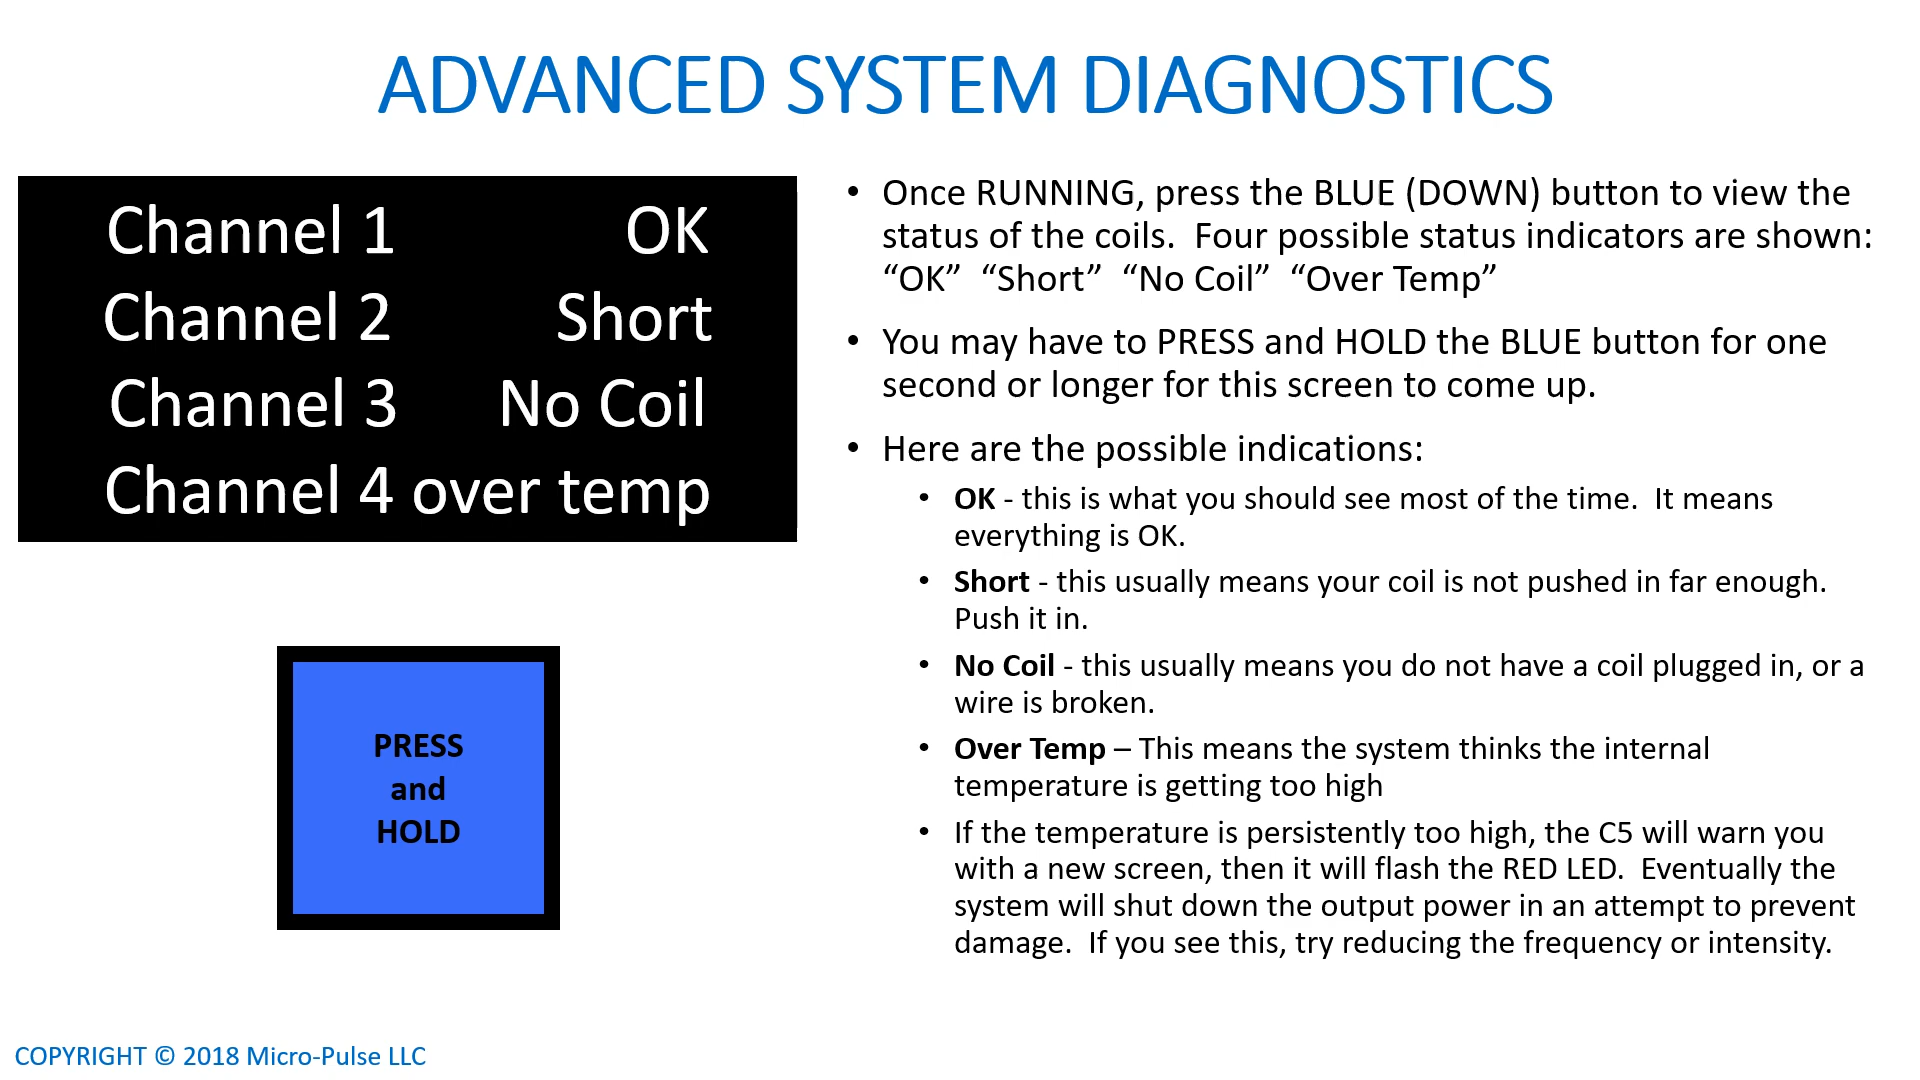 ADVANCED SYSTEM DIAGNOSTICS
Channel 1 OK
Channel 2 Short
Channel 3 No Coil
Channel 4 over temp
PRESS
and
HOLD
• Once RUNNING, press the BLUE (DOWN) button to view the
status of the coils.  Four possible status indicators are shown:
“OK”  “Short”  “No Coil”  “Over Temp”
• You may have to PRESS and HOLD the BLUE button for one
second or longer for this screen to come up.
• Here are the possible indications:
• OK - this is what you should see most of the time.  It means
everything is OK.
• Short - this usually means your coil is not pushed in far enough.
Push it in.
• No Coil - this usually means you do not have a coil plugged in, or a
wire is broken.
• Over Temp – This means the system thinks the internal
temperature is getting too high
• If the temperature is persistently too high, the C5 will warn you
with a new screen, then it will flash the RED LED.  Eventually the
system will shut down the output power in an attempt to prevent
damage.  If you see this, try reducing the frequency or intensity.
COPYRIGHT © 2018 Micro-Pulse LLC